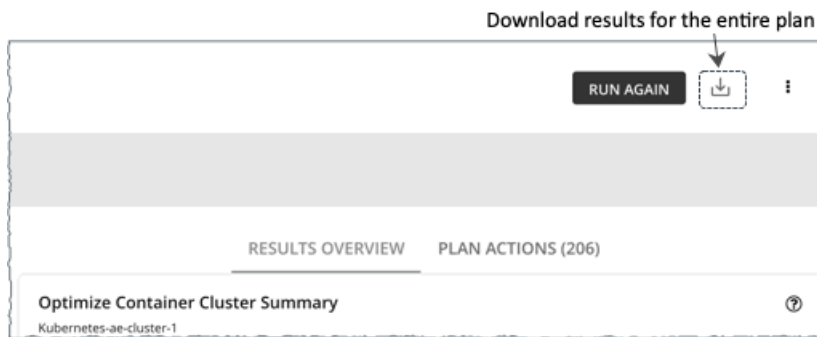 Download results for the entire plan
RUN AGAIN
RESULTS OVERVIEW PLAN ACTIONS (206)
Optimize Container Cluster Summary
Kubernetes-ae-cluster-1